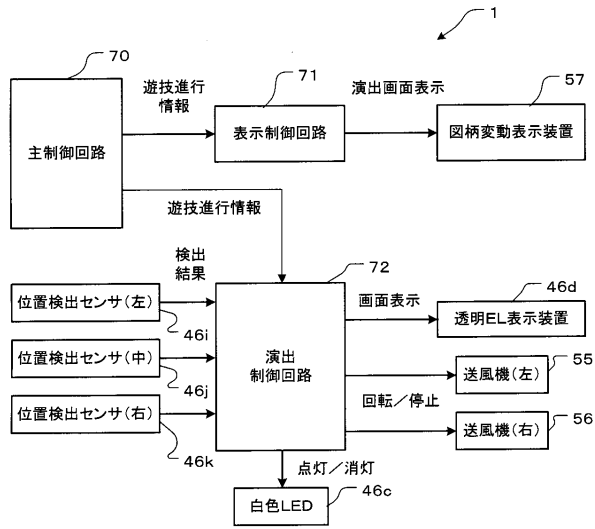 1
70
遊技進行
情報
71
演出画面表示
57
主制御回路
表示制御回路
図柄変動表示装置
遊技進行情報
検出
結果
72
46d
位置検出センサ(左)
46i
画面表示
透明EL表示装置
位置検出センサ(中)
46j
演出
制御回路
送風機(左)
55
回転/停止
位置検出センサ(右)
46k
送風機(右)
56
点灯/消灯
白色LED
46c